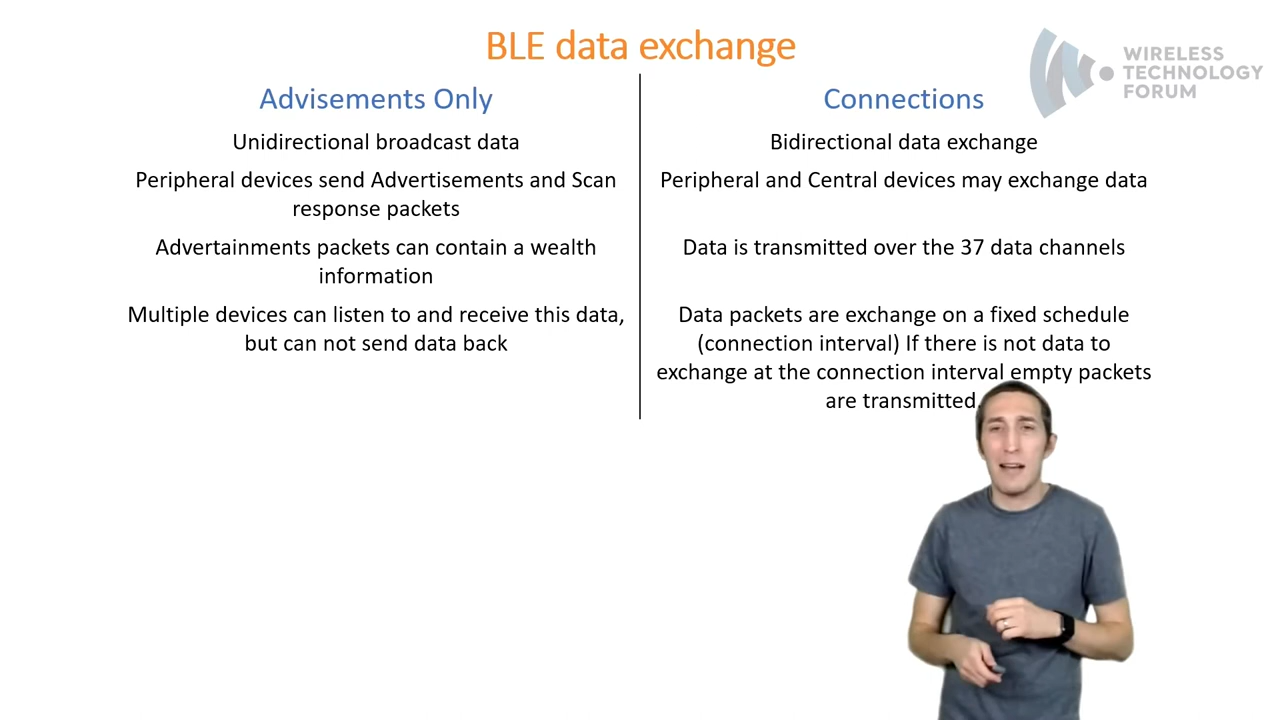 BLE data exchange
WIRELESS
TECHNOLOGY
FORUM
Advisements Only
Unidirectional broadcast data
Peripheral devices send Advertisements and Scan
response packets
Advertainments packets can contain a wealth
information
Multiple devices can listen to and receive this data,
but can not send data back
Connections
Bidirectional data exchange
Peripheral and Central devices may exchange data
Data is transmitted over the 37 data channels
Data packets are exchange on a fixed schedule
(connection interval) If there is not data to
exchange at the connection interval empty packets
are transmitted.